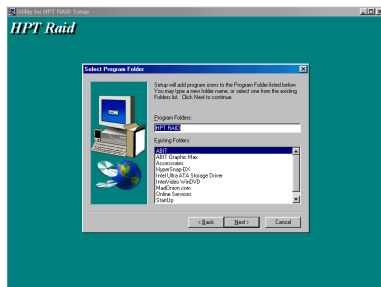 Utility for HPT RAID Setup
HPT Raid
Select Program Folder
Setup will add program icons to the Program Folder listed below.
You may type a new folder name, or select one from the existing
Folders list. Click Next to continue.
Program Folders:
HPT RAID
Existing Folders:
ABIT
ABIT Graphic Max
Accessories
HyperSnap-DX
Intel Ultra ATA Storage Driver
InterVideo WinDVD
MadOnion.com
Online Services
StartUp
< Back
Next >
Cancel